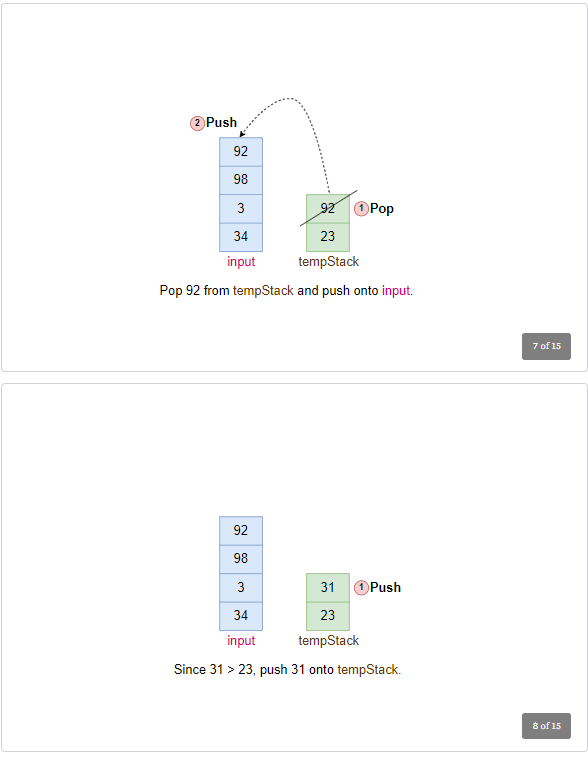 2 Push
92
98
3
92
1 Pop
34
23
input
tempStack
Pop 92 from tempStack and push onto input.
7 of 15
92
98
3
31
1 Push
34
23
input
tempStack
Since 31 > 23, push 31 onto tempStack.
8 of 15